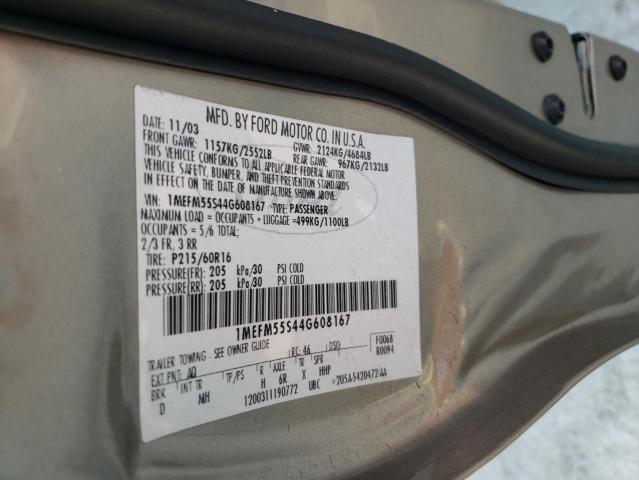 MFD. BY FORD MOTOR CO. IN U.S.A.
DATE: 11/03 GVWR: 2124KG/4684LB
FRONT GAWR: 1157KG/2552LB REAR GAWR: 967KG/2132LB
THIS VEHICLE CONFORMS TO ALL APPLICABLE FEDERAL MOTOR
VEHICLE SAFETY, BUMPER, AND THEFT PREVENTION STANDARDS
IN EFFECT ON THE DATE OF MANUFACTURE SHOWN ABOVE.
VIN: 1MEFM55S44G608167 TYPE: PASSENGER
MAXIMUM LOAD = OCCUPANTS + LUGGAGE = 499KG/1100LB
OCCUPANTS = 5/6 TOTAL:
2/3 FR, 3 RR
TIRE: P215/60R16
PRESSURE(FR): 205 kPa/30 PSI COLD
PRESSURE(RR): 205 kPa/30 PSI COLD
1MEFM55S44G608167
TRAILER TOWING - SEE OWNER GUIDE F0068
EXT PNT: AQ RC: 46 DSO: R0094
BRK INT TR TP/PS R AXLE TR SPR
D NH H 6R X HHP
1200311190772 UBC V2U5A-5420472-AA